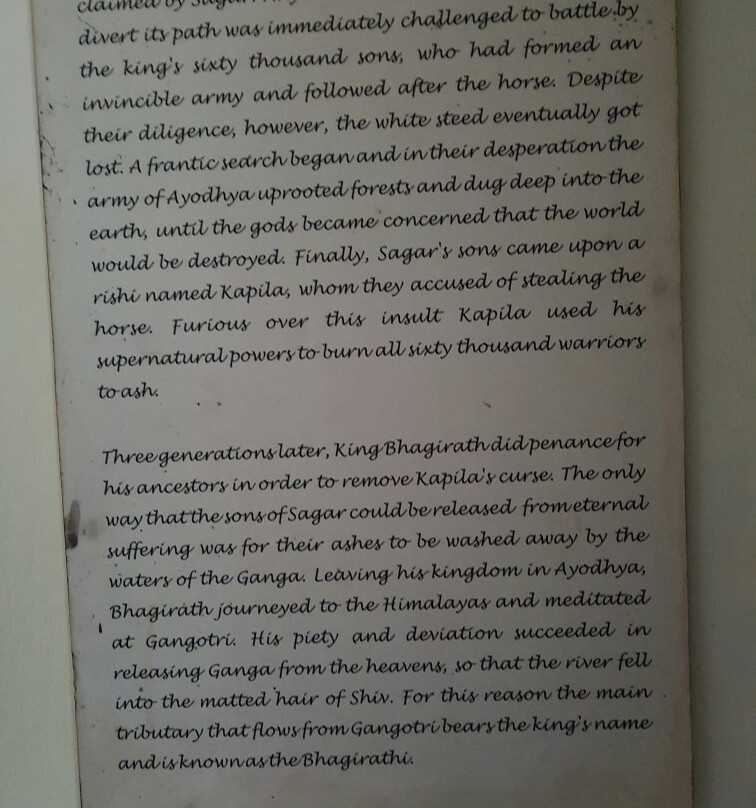 claimed by Sagar
divert its path was immediately challenged to battle by
the king's sixty thousand sons, who had formed an
invincible army and followed after the horse. Despite
their diligence, however, the white steed eventually got
lost. A frantic search began and in their desperation the
army of Ayodhya uprooted forests and dug deep into the
earth, until the gods became concerned that the world
would be destroyed. Finally, Sagar's sons came upon a
rishi named Kapila, whom they accused of stealing the
horse. Furious over this insult Kapila used his
supernatural powers to burn all sixty thousand warriors
to ash.
Three generations later, King Bhagirath did penance for
his ancestors in order to remove Kapila's curse. The only
way that the sons of Sagar could be released from eternal
suffering was for their ashes to be washed away by the
waters of the Ganga. Leaving his kingdom in Ayodhya,
Bhagirath journeyed to the Himalayas and meditated
at Gangotri. His piety and deviation succeeded in
releasing Ganga from the heavens, so that the river fell
into the matted hair of Shiv. For this reason the main
tributary that flows from Gangotri bears the king's name
and is known as the Bhagirathi.